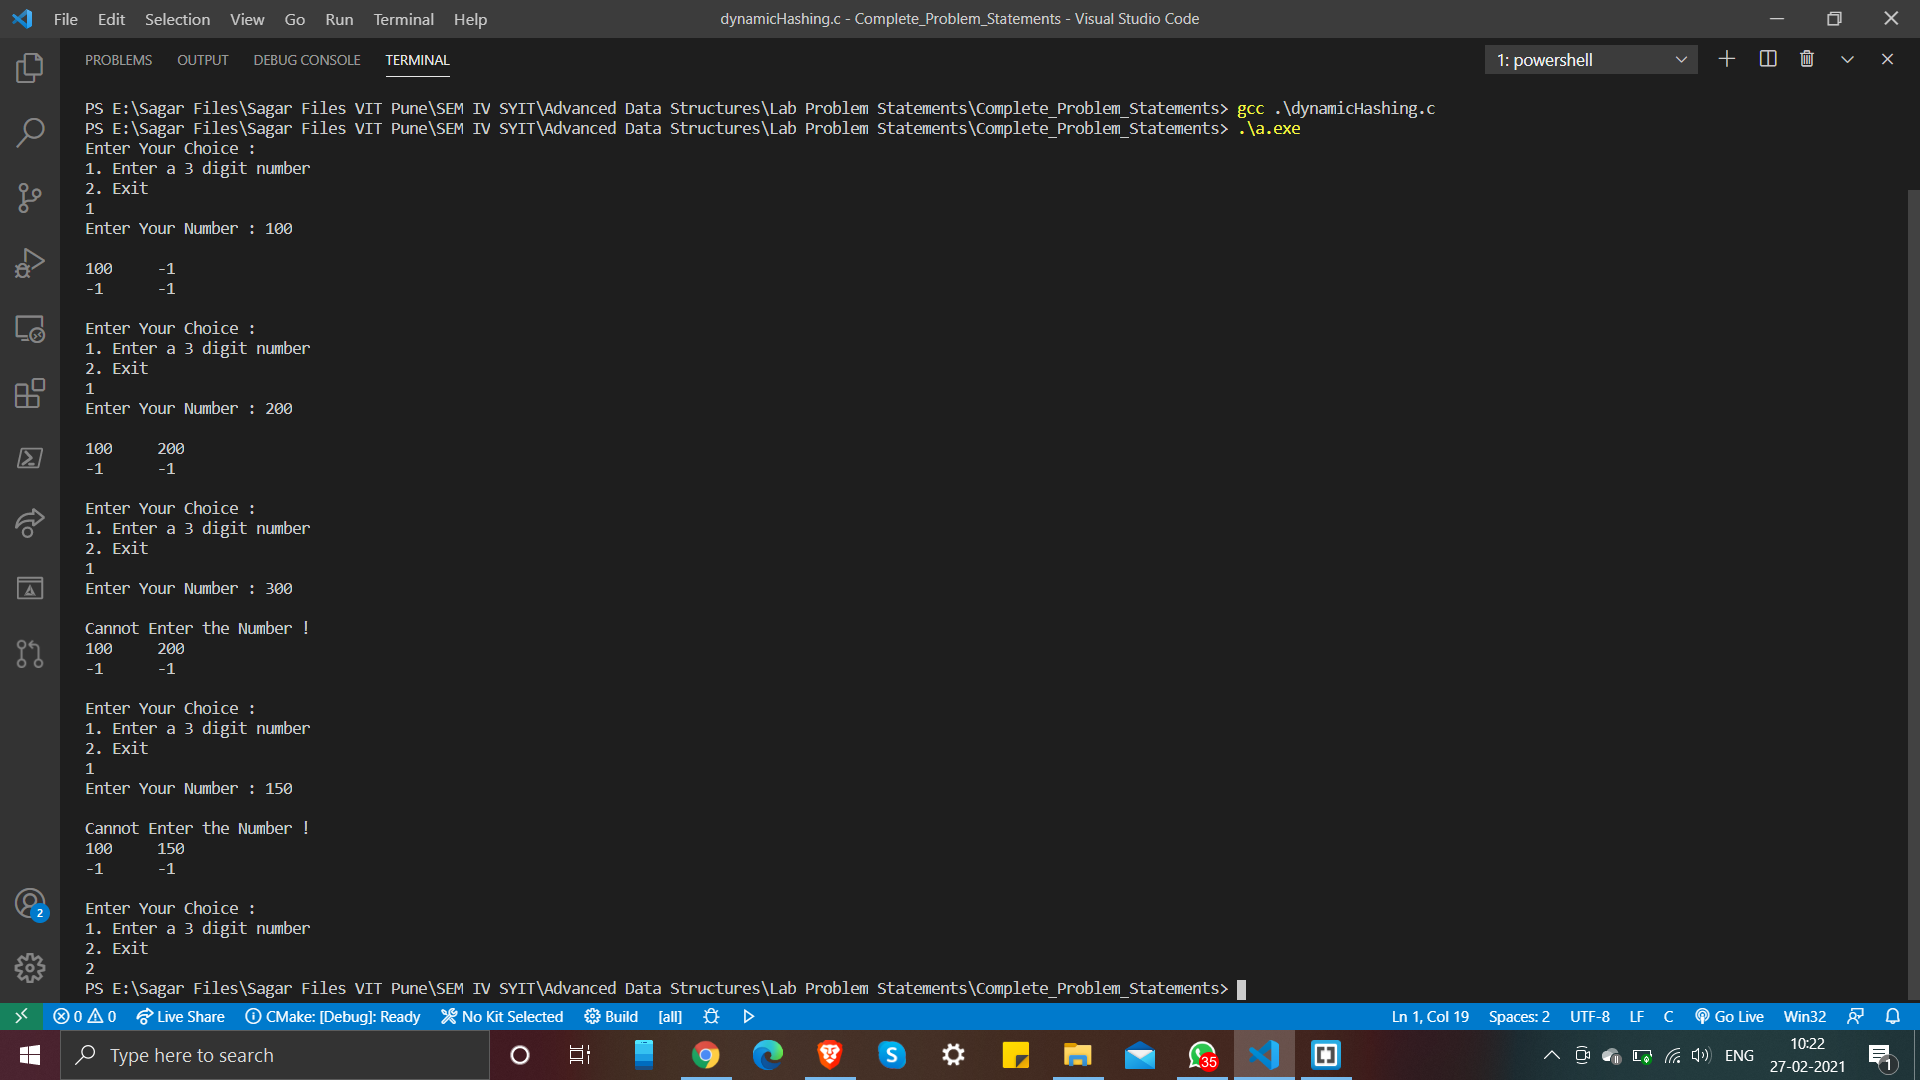 File Edit Selection View Go Run Terminal Help dynamicHashing.c - Complete_Problem_Statements - Visual Studio Code
PROBLEMS OUTPUT DEBUG CONSOLE TERMINAL 1: powershell
PS E:\Sagar Files\Sagar Files VIT Pune\SEM IV SYIT\Advanced Data Structures\Lab Problem Statements\Complete_Problem_Statements> gcc .\dynamicHashing.c
PS E:\Sagar Files\Sagar Files VIT Pune\SEM IV SYIT\Advanced Data Structures\Lab Problem Statements\Complete_Problem_Statements> .\a.exe
Enter Your Choice :
1. Enter a 3 digit number
2. Exit
1
Enter Your Number : 100
100 -1
-1 -1
Enter Your Choice :
1. Enter a 3 digit number
2. Exit
1
Enter Your Number : 200
100 200
-1 -1
Enter Your Choice :
1. Enter a 3 digit number
2. Exit
1
Enter Your Number : 300
Cannot Enter the Number !
100 200
-1 -1
Enter Your Choice :
1. Enter a 3 digit number
2. Exit
1
Enter Your Number : 150
Cannot Enter the Number !
100 150
-1 -1
Enter Your Choice :
1. Enter a 3 digit number
2. Exit
2
PS E:\Sagar Files\Sagar Files VIT Pune\SEM IV SYIT\Advanced Data Structures\Lab Problem Statements\Complete_Problem_Statements>
2
0 0 Live Share CMake: [Debug]: Ready No Kit Selected Build [all] Ln 1, Col 19 Spaces: 2 UTF-8 LF C Go Live Win32
Type here to search 35 ENG 10:22
27-02-2021 1